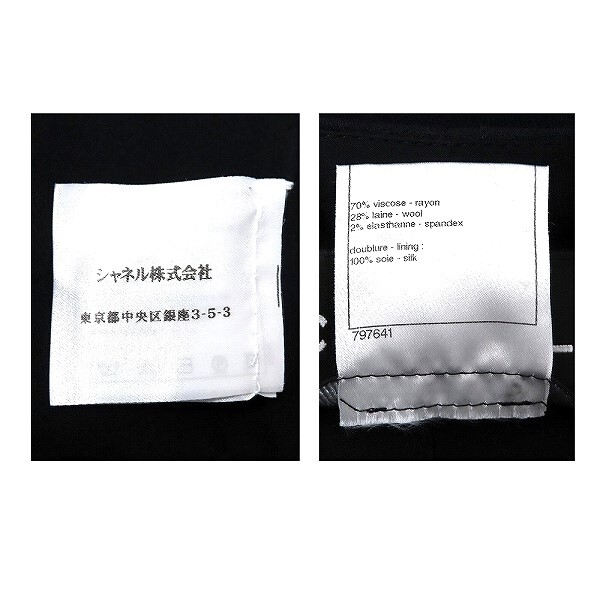 シャネル株式会社
東京都中央区銀座3-5-3
70% viscose - rayon
28% laine - wool
2% elasthanne - spandex
doublure - lining :
100% soie - silk
797641